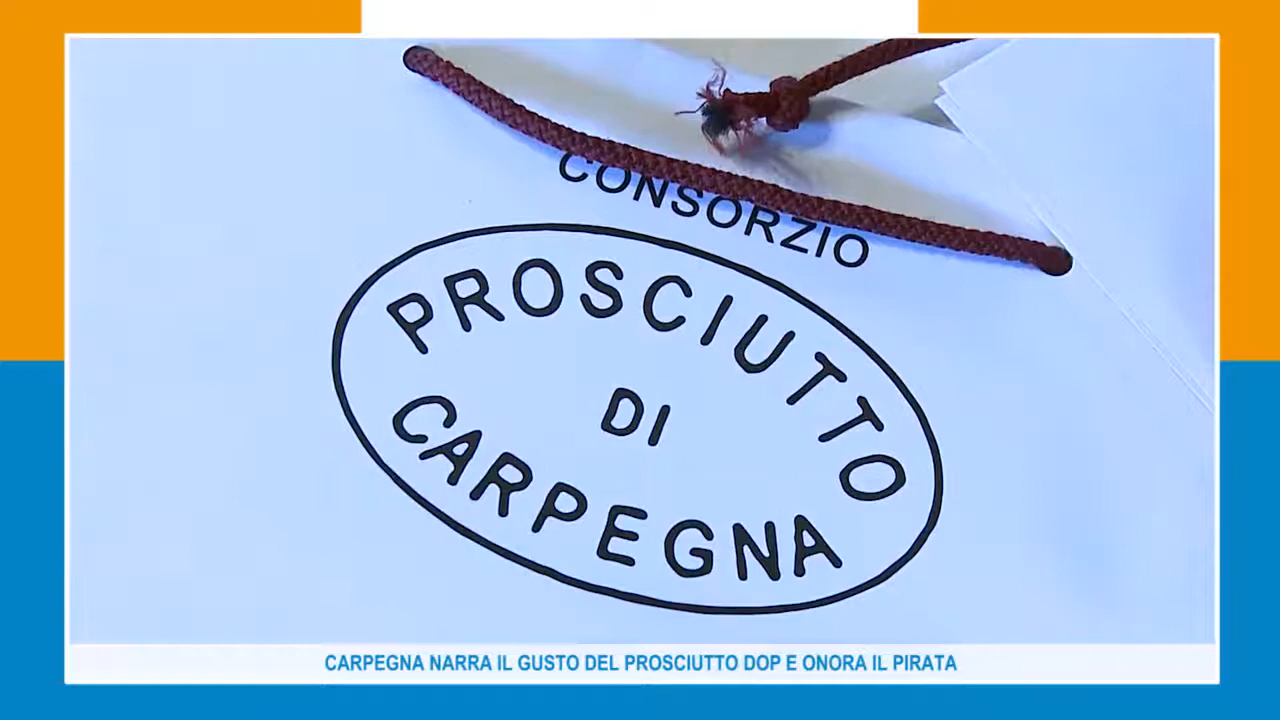 CONSORZIO
PROSCIUTTO
DI
CARPEGNA
CARPEGNA NARRA IL GUSTO DEL PROSCIUTTO DOP E ONORA IL PIRATA